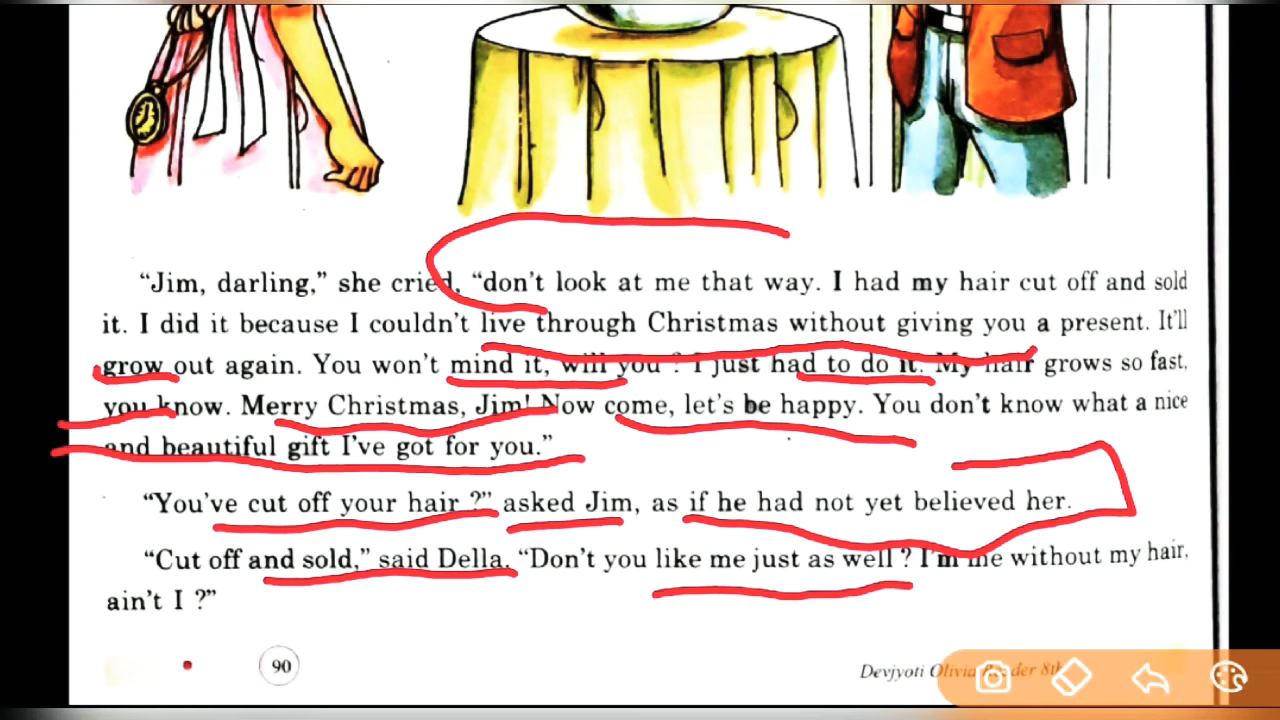 “Jim, darling,” she cried, “don't look at me that way. I had my hair cut off and sold
it. I did it because I couldn't live through Christmas without giving you a present. It'll
grow out again. You won't mind it, will you ? I just had to do it. My hair grows so fast,
you know. Merry Christmas, Jim! Now come, let's be happy. You don't know what a nice
and beautiful gift I've got for you.”
“You've cut off your hair ?” asked Jim, as if he had not yet believed her.
“Cut off and sold,” said Della. “Don't you like me just as well ? I'm me without my hair,
ain't I ?”
90
Devjyoti Olivia Reader 8th